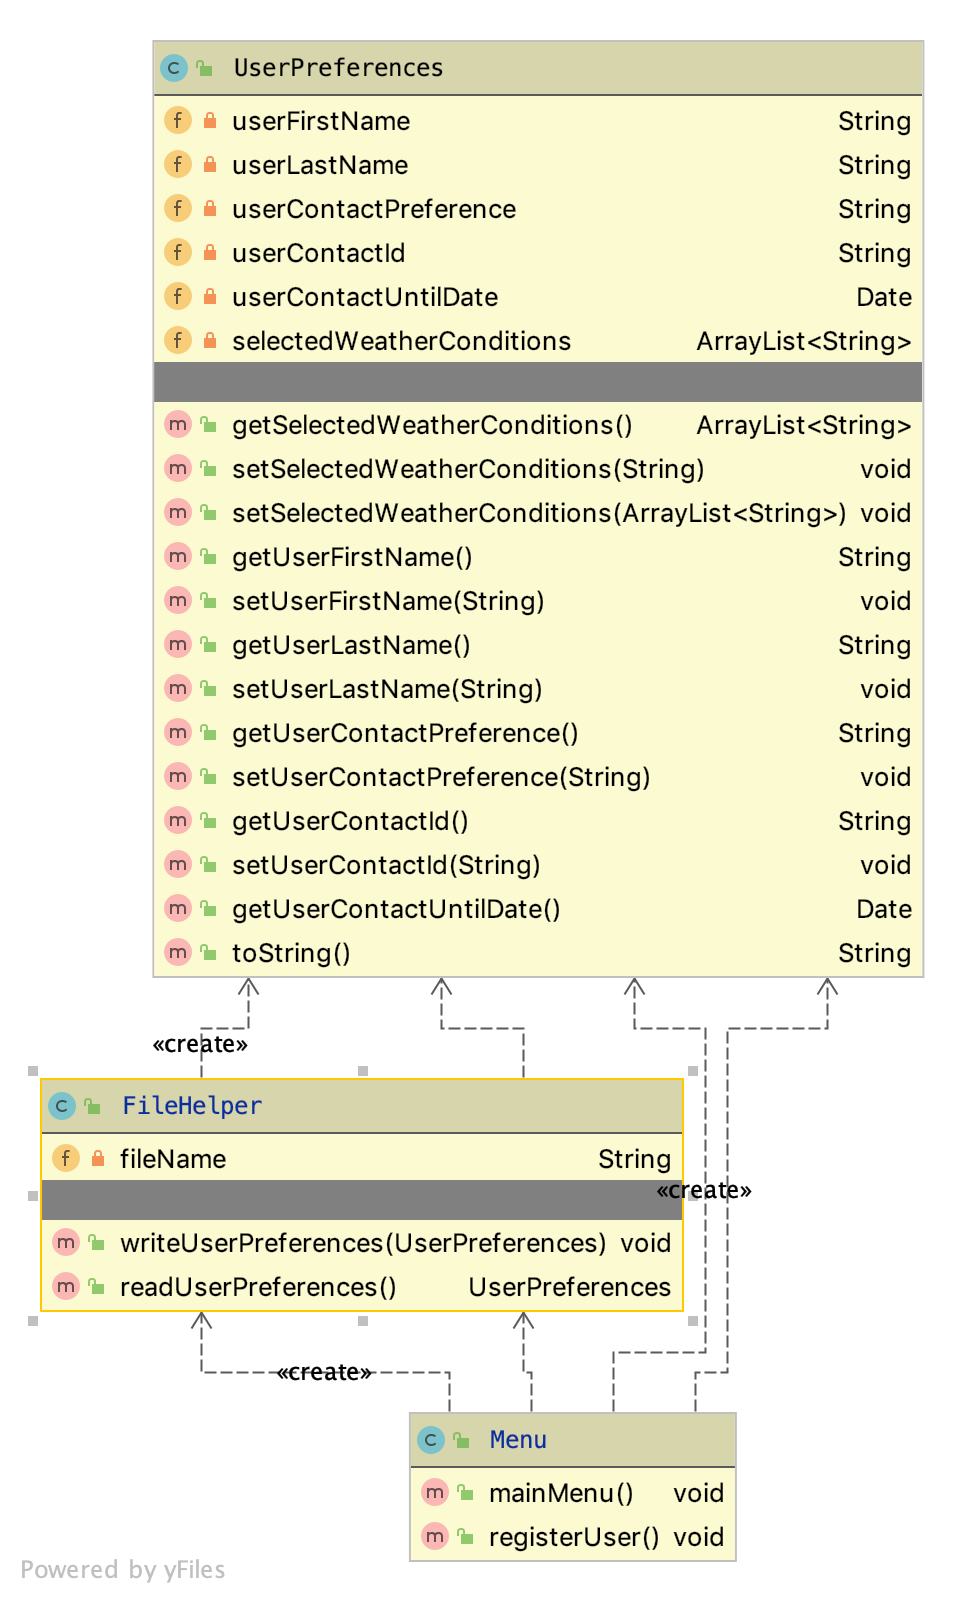 UserPreferences
userFirstName String
userLastName String
userContactPreference String
userContactId String
userContactUntilDate Date
selectedWeatherConditions ArrayList<String>
getSelectedWeatherConditions() ArrayList<String>
setSelectedWeatherConditions(String) void
setSelectedWeatherConditions(ArrayList<String>) void
getUserFirstName() String
setUserFirstName(String) void
getUserLastName() String
setUserLastName(String) void
getUserContactPreference() String
setUserContactPreference(String) void
getUserContactId() String
setUserContactId(String) void
getUserContactUntilDate() Date
toString() String
«create»
FileHelper
fileName String
«create»
writeUserPreferences(UserPreferences) void
readUserPreferences() UserPreferences
«create»
Menu
mainMenu() void
registerUser() void
Powered by yFiles